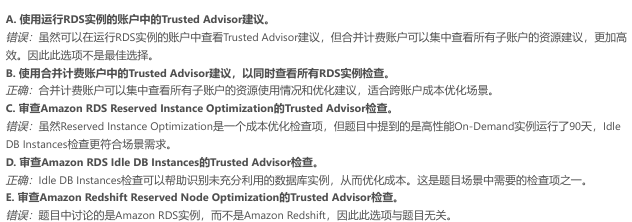 A. 使用运行RDS实例的账户中的Trusted Advisor建议。
错误：虽然可以在运行RDS实例的账户中查看Trusted Advisor建议，但合并计费账户可以集中查看所有子账户的资源建议，更加高
效。因此此选项不是最佳选择。
B. 使用合并计费账户中的Trusted Advisor建议，以同时查看所有RDS实例检查。
正确：合并计费账户可以集中查看所有子账户的资源使用情况和优化建议，适合跨账户成本优化场景。
C. 审查Amazon RDS Reserved Instance Optimization的Trusted Advisor检查。
错误：虽然Reserved Instance Optimization是一个成本优化检查项，但题目中提到的是高性能On-Demand实例运行了90天，Idle
DB Instances检查更符合场景需求。
D. 审查Amazon RDS Idle DB Instances的Trusted Advisor检查。
正确：Idle DB Instances检查可以帮助识别未充分利用的数据库实例，从而优化成本。这是题目场景中需要的检查项之一。
E. 审查Amazon Redshift Reserved Node Optimization的Trusted Advisor检查。
错误：题目中讨论的是Amazon RDS实例，而不是Amazon Redshift，因此此选项与题目无关。